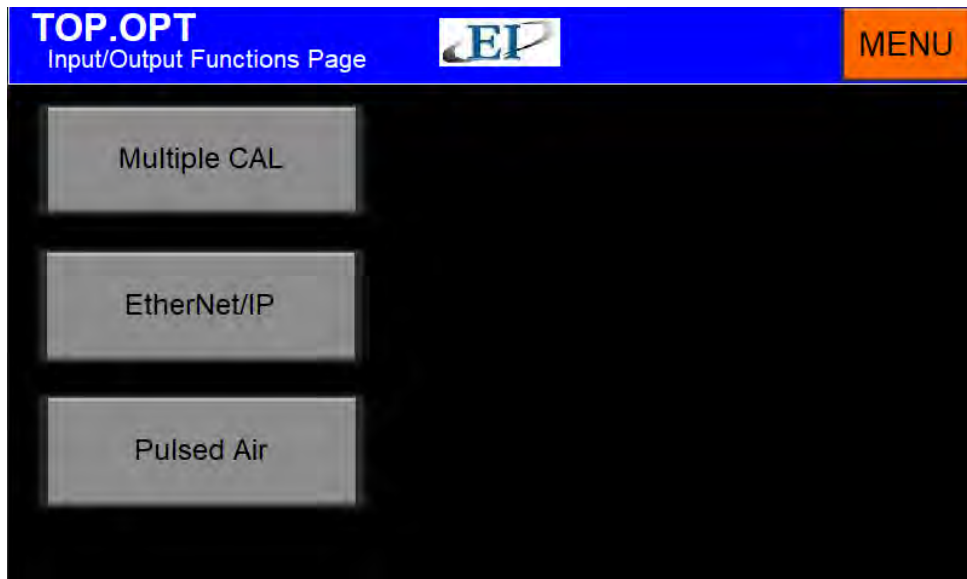 TOP.OPT
Input/Output Functions Page
EI
MENU
Multiple CAL
EtherNet/IP
Pulsed Air